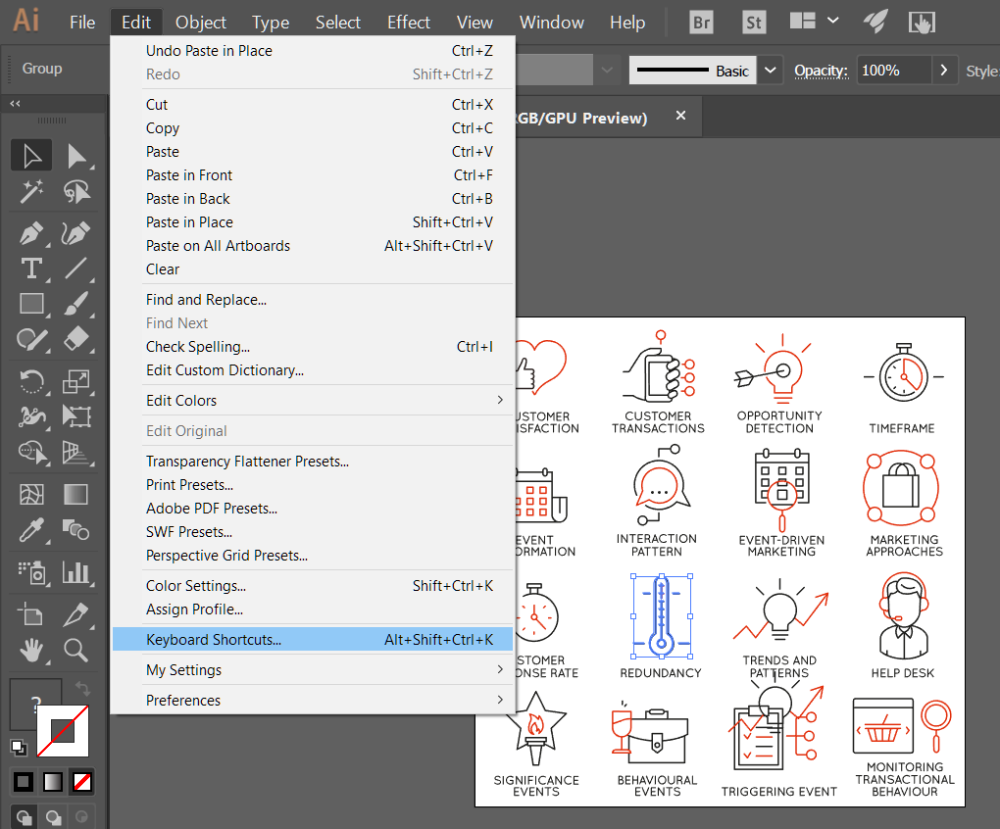 Ai File Edit Object Type Select Effect View Window Help Br St
Group Basic Opacity: 100% Style:
RGB/GPU Preview) ×
Undo Paste in Place Ctrl+Z
Redo Shift+Ctrl+Z
Cut Ctrl+X
Copy Ctrl+C
Paste Ctrl+V
Paste in Front Ctrl+F
Paste in Back Ctrl+B
Paste in Place Shift+Ctrl+V
Paste on All Artboards Alt+Shift+Ctrl+V
Clear
Find and Replace...
Find Next
Check Spelling... Ctrl+I
Edit Custom Dictionary...
Edit Colors
Edit Original
Transparency Flattener Presets...
Print Presets...
Adobe PDF Presets...
SWF Presets...
Perspective Grid Presets...
Color Settings... Shift+Ctrl+K
Assign Profile...
Keyboard Shortcuts... Alt+Shift+Ctrl+K
My Settings
Preferences
?
USTOMER
ISFACTION
CUSTOMER
TRANSACTIONS
OPPORTUNITY
DETECTION
TIMEFRAME
EVENT
ORMATION
INTERACTION
PATTERN
EVENT-DRIVEN
MARKETING
MARKETING
APPROACHES
STOMER
ONSE RATE
REDUNDANCY
TRENDS AND
PATTERNS
HELP DESK
SIGNIFICANCE
EVENTS
BEHAVIOURAL
EVENTS
TRIGGERING EVENT
MONITORING
TRANSACTIONAL
BEHAVIOUR